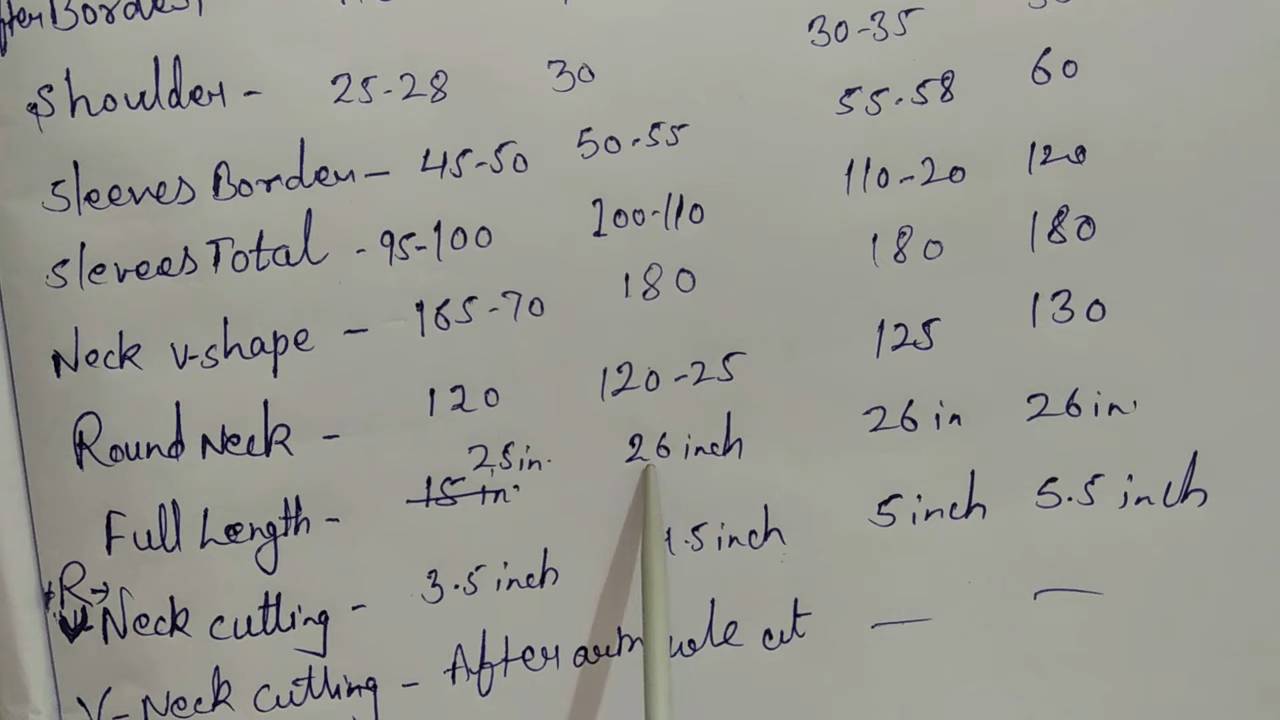 Shoulder - 25-28 30 30-35
Sleeves Border - 45-50 50-55 55-58 60
Slevees Total - 95-100 100-110 110-20 120
Neck v-shape - 165-70 180 180 180
Round Neck - 120 120-25 125 130
Full Length - 15 in. 25in. 26 inch 26 in 26 in.
R→
Neck cutting - 3.5 inch .5 inch 5 inch 5.5 inch
V-Neck cutting - After arm hole cut — —